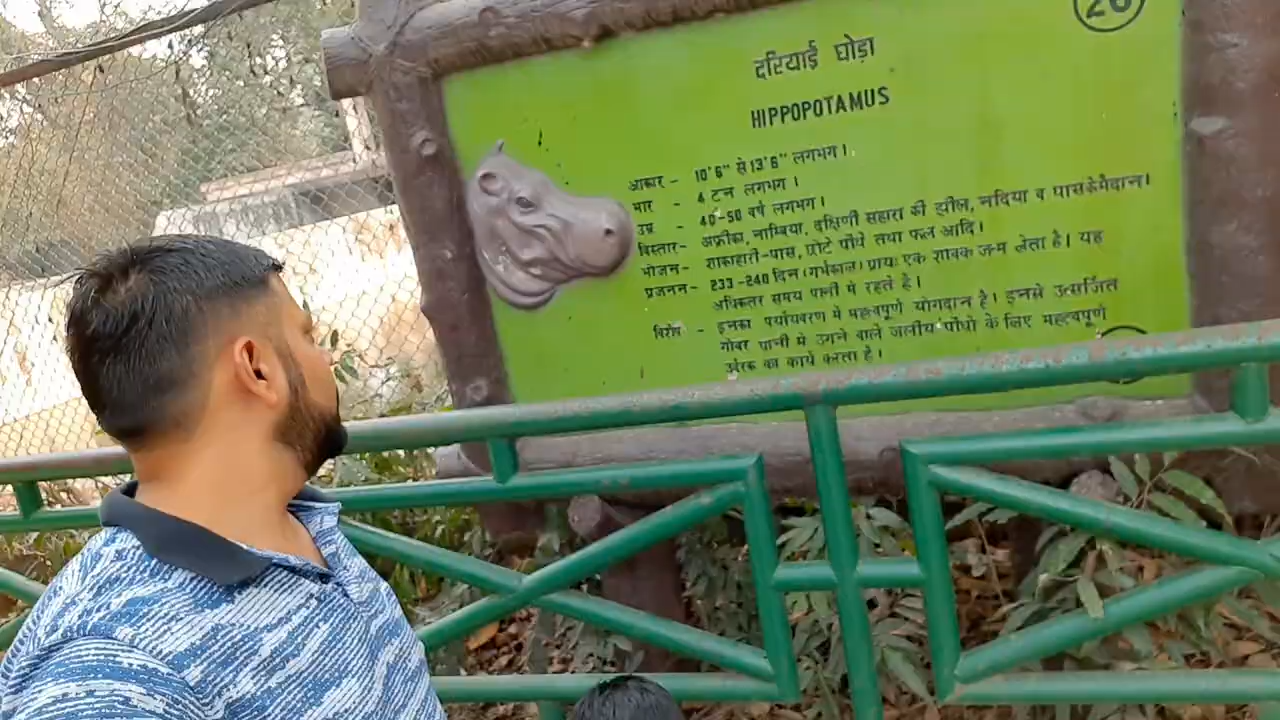 26
दरियाई घोड़ा
HIPPOPOTAMUS
आकार - 10'6" से 13'6" लगभग।
भार - 4 टन लगभग ।
उम्र - 40-50 वर्ष लगभग।
विस्तार- अफ्रीका, नाम्बिया, दक्षिणी सहारा की झील, नदिया व घासकेमैदान।
भोजन- शाकाहारी-घास, छोटे पौधे तथा फल आदि।
प्रजनन- 233-240 दिन (गर्भकाल) प्रायः एक शावक जन्म लेता है। यह
अधिकतर समय पानी में रहते है।
विशेष - इनका पर्यावरण में महत्वपूर्ण योगदान है। इनसे उत्सर्जित
गोबर पानी में उगने वाले जलीय पौधो के लिए महत्वपूर्ण
उर्वरक का कार्य करता है।